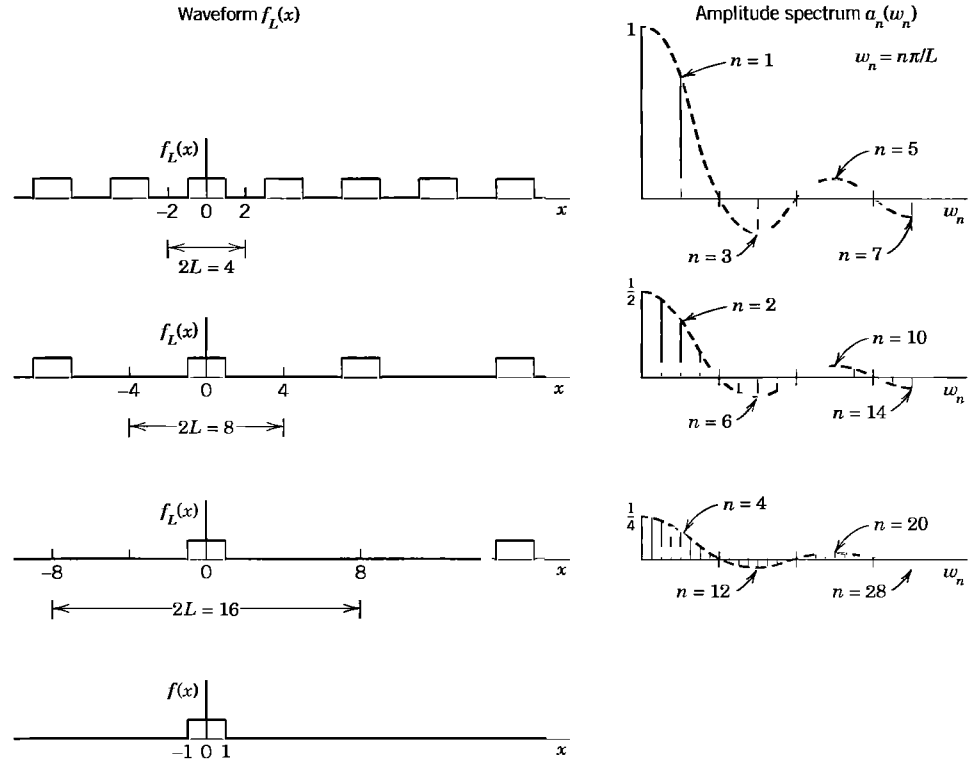 Waveform f_L(x)
Amplitude spectrum a_n(w_n)
w_n = nπ/L
1
n = 1
n = 5
n = 3
n = 7
w_n
f_L(x)
−2 0 2 x
2L = 4
1/2
n = 2
n = 10
n = 6
n = 14
w_n
f_L(x)
−4 0 4 x
2L = 8
1/4
n = 4
n = 20
n = 12
n = 28
w_n
f_L(x)
−8 0 8 x
2L = 16
f(x)
−1 0 1 x